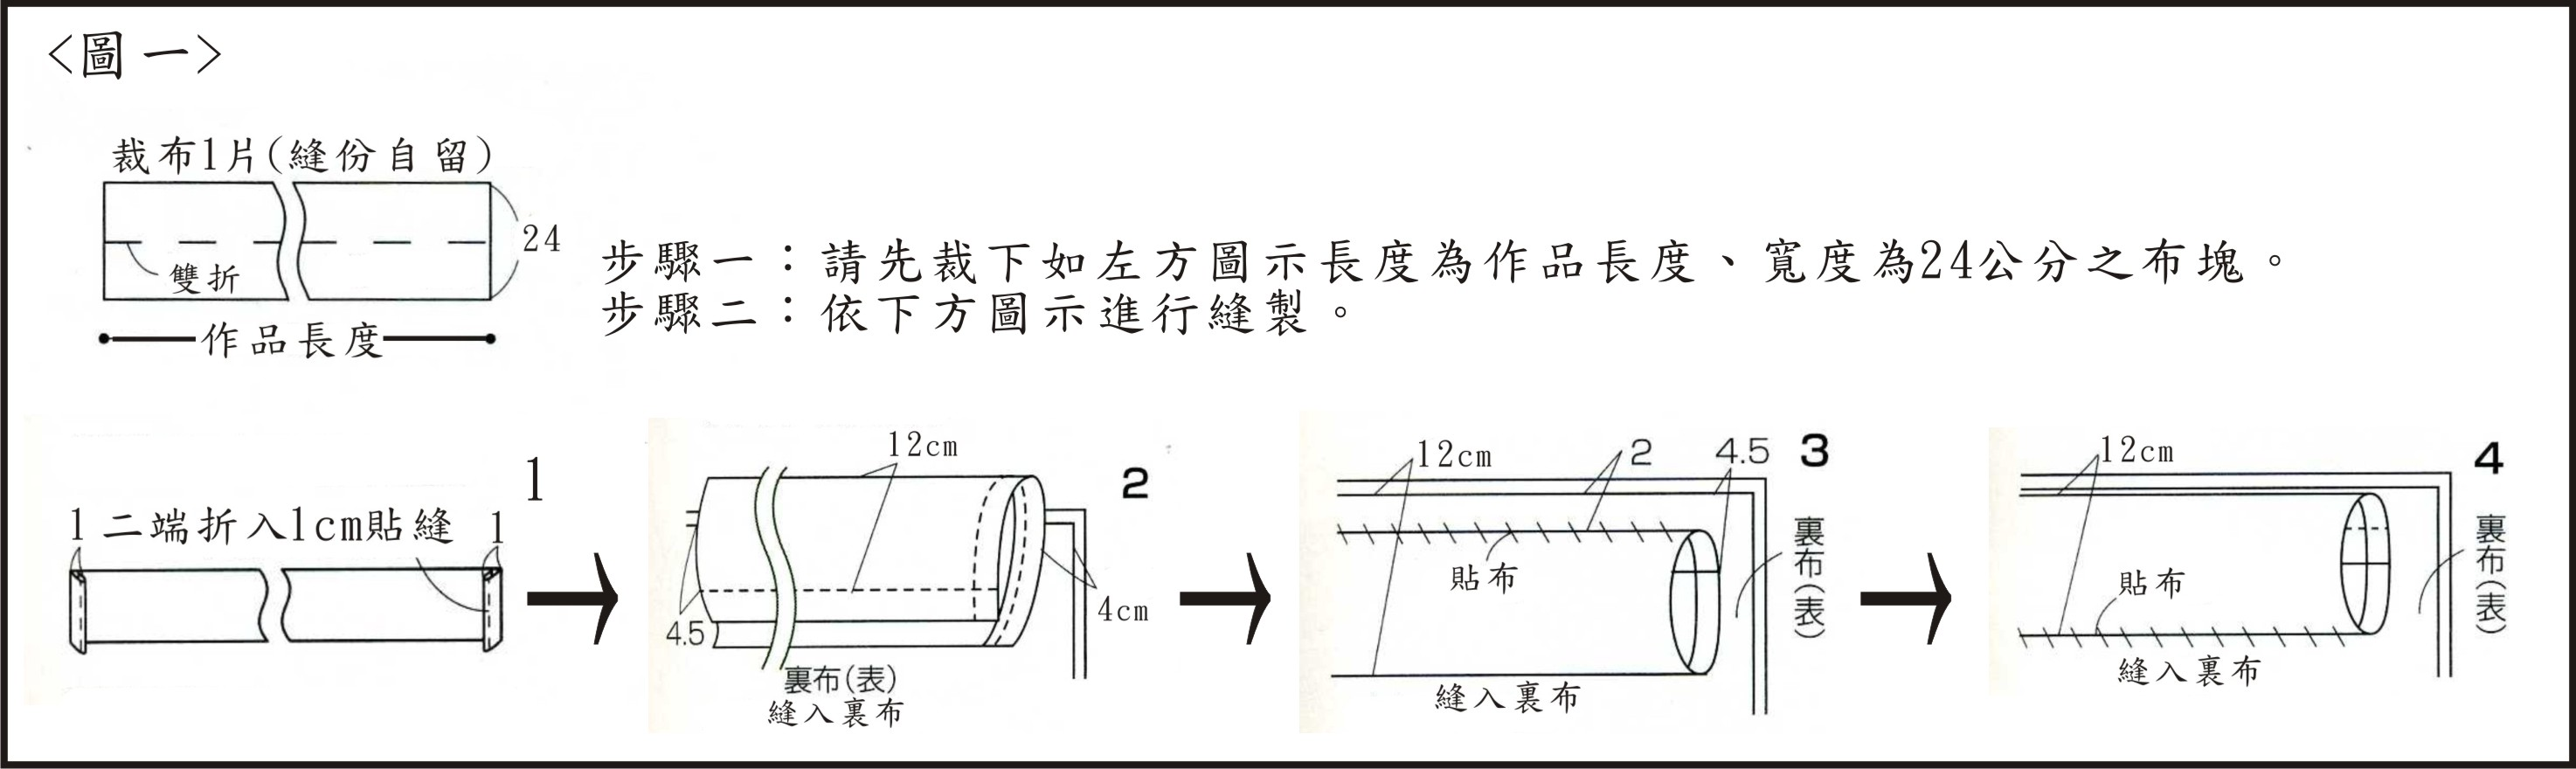 <圖一>
裁布1片(縫份自留)
24
雙折
作品長度
步驟一：請先裁下如左方圖示長度為作品長度、寬度為24公分之布塊。
步驟二：依下方圖示進行縫製。
1
1 二端折入1cm貼縫 1
2
12cm
4.5
4cm
裏布(表)
縫入裏布
3
12cm
2
4.5
貼布
裏布(表)
縫入裏布
4
12cm
貼布
裏布(表)
縫入裏布